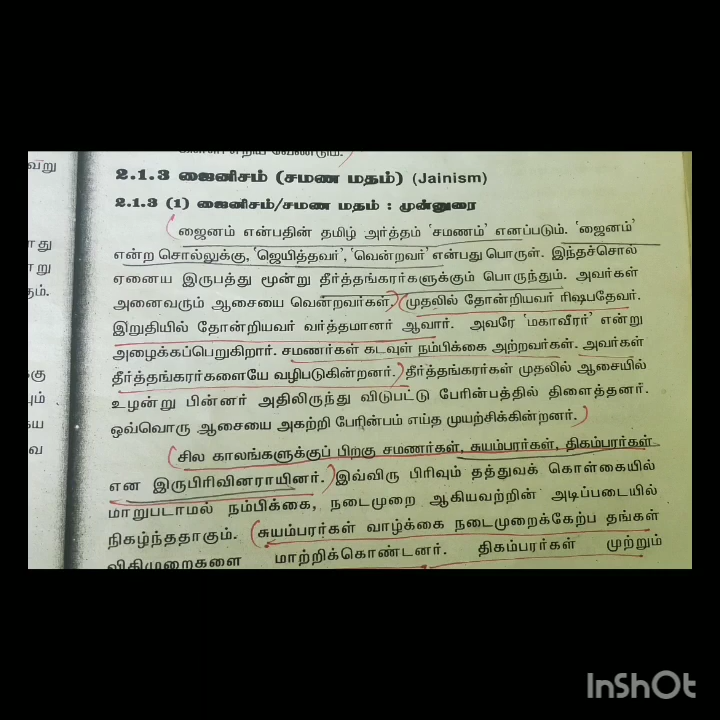 வேண்டும்.
2.1.3 ஜைனிசம் (சமண மதம்) (Jainism)
2.1.3 (1) ஜைனிசம்/சமண மதம் : முன்னுரை
ஜைனம் என்பதின் தமிழ் அர்த்தம் ‘சமணம்’ எனப்படும். ‘ஜைனம்’
என்ற சொல்லுக்கு, ‘ஜெயித்தவர்’, ‘வென்றவர்’ என்பது பொருள். இந்தச்சொல்
ஏனைய இருபத்து மூன்று தீர்த்தங்கரர்களுக்கும் பொருந்தும். அவர்கள்
அனைவரும் ஆசையை வென்றவர்கள். முதலில் தோன்றியவர் ரிஷபதேவர்.
இறுதியில் தோன்றியவர் வர்த்தமானர் ஆவார். அவரே ‘மகாவீரர்’ என்று
அழைக்கப்பெறுகிறார். சமணர்கள் கடவுள் நம்பிக்கை அற்றவர்கள். அவர்கள்
தீர்த்தங்கரர்களையே வழிபடுகின்றனர். தீர்த்தங்கரர்கள் முதலில் ஆசையில்
உழன்று பின்னர் அதிலிருந்து விடுபட்டு பேரின்பத்தில் திளைத்தனர்.
ஒவ்வொரு ஆசையை அகற்றி பேரின்பம் எய்த முயற்சிக்கின்றனர்.
சில காலங்களுக்குப் பிறகு சமணர்கள், சுயம்பரர்கள், திகம்பரர்கள்
என இருபிரிவினராயினர். இவ்விரு பிரிவும் தத்துவக் கொள்கையில்
மாறுபடாமல் நம்பிக்கை, நடைமுறை ஆகியவற்றின் அடிப்படையில்
நிகழ்ந்ததாகும். சுயம்பரர்கள் வாழ்க்கை நடைமுறைக்கேற்ப தங்கள்
விதிமுறைகளை மாற்றிக்கொண்டனர். திகம்பரர்கள் முற்றும்
InShOt